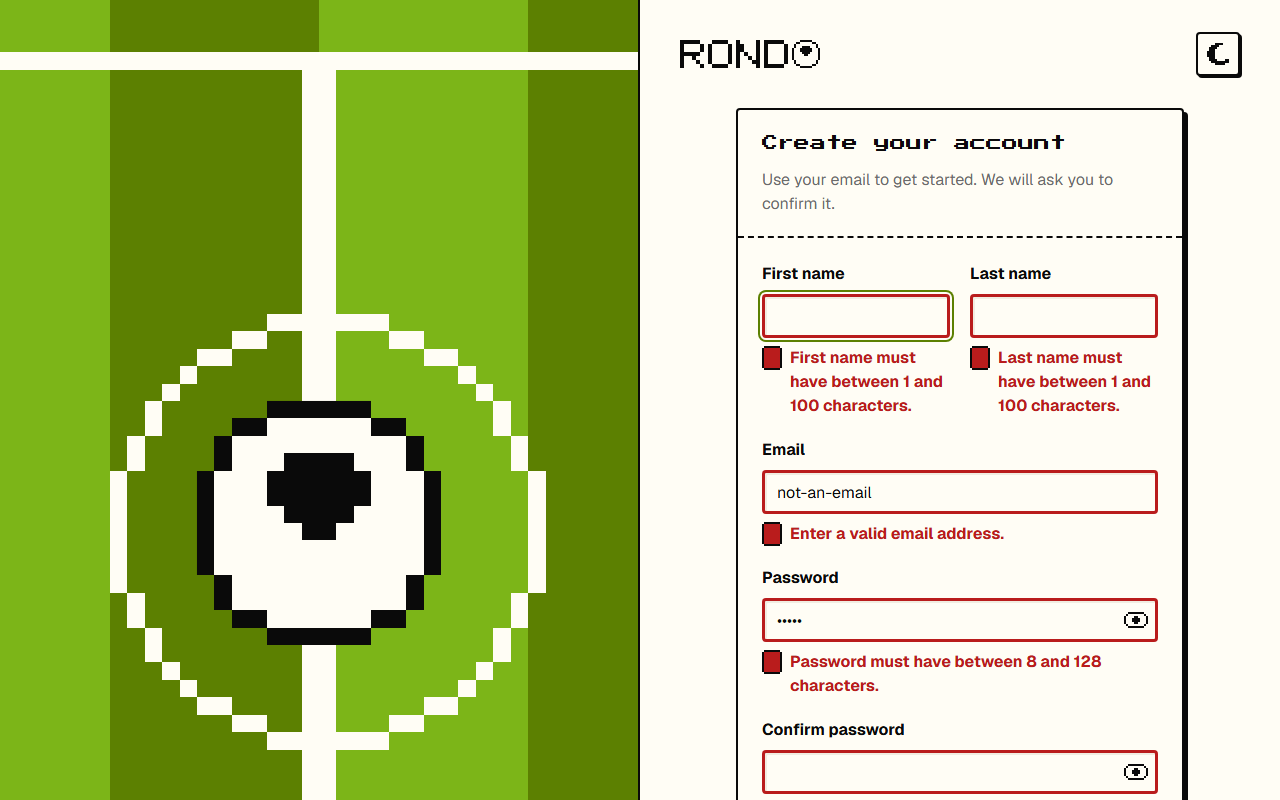 RONDO
Create your account
Use your email to get started. We will ask you to
confirm it.
First name
Last name
First name must
have between 1 and
100 characters.
Last name must
have between 1 and
100 characters.
Email
not-an-email
Enter a valid email address.
Password
•••••
Password must have between 8 and 128
characters.
Confirm password